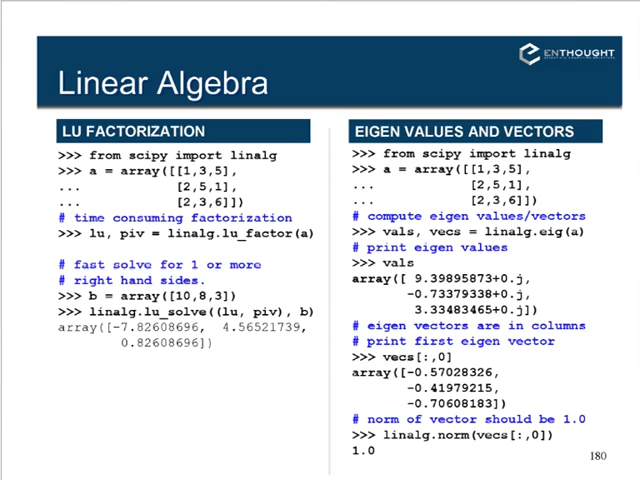 ENTHOUGHT
Linear Algebra
LU FACTORIZATION
>>> from scipy import linalg
>>> a = array([[1,3,5],
... [2,5,1],
... [2,3,6]])
# time consuming factorization
>>> lu, piv = linalg.lu_factor(a)
# fast solve for 1 or more
# right hand sides.
>>> b = array([10,8,3])
>>> linalg.lu_solve((lu, piv), b)
array([-7.82608696, 4.56521739,
0.82608696])
EIGEN VALUES AND VECTORS
>>> from scipy import linalg
>>> a = array([[1,3,5],
... [2,5,1],
... [2,3,6]])
# compute eigen values/vectors
>>> vals, vecs = linalg.eig(a)
# print eigen values
>>> vals
array([ 9.39895873+0.j,
-0.73379338+0.j,
3.33483465+0.j])
# eigen vectors are in columns
# print first eigen vector
>>> vecs[:,0]
array([-0.57028326,
-0.41979215,
-0.70608183])
# norm of vector should be 1.0
>>> linalg.norm(vecs[:,0])
1.0
180